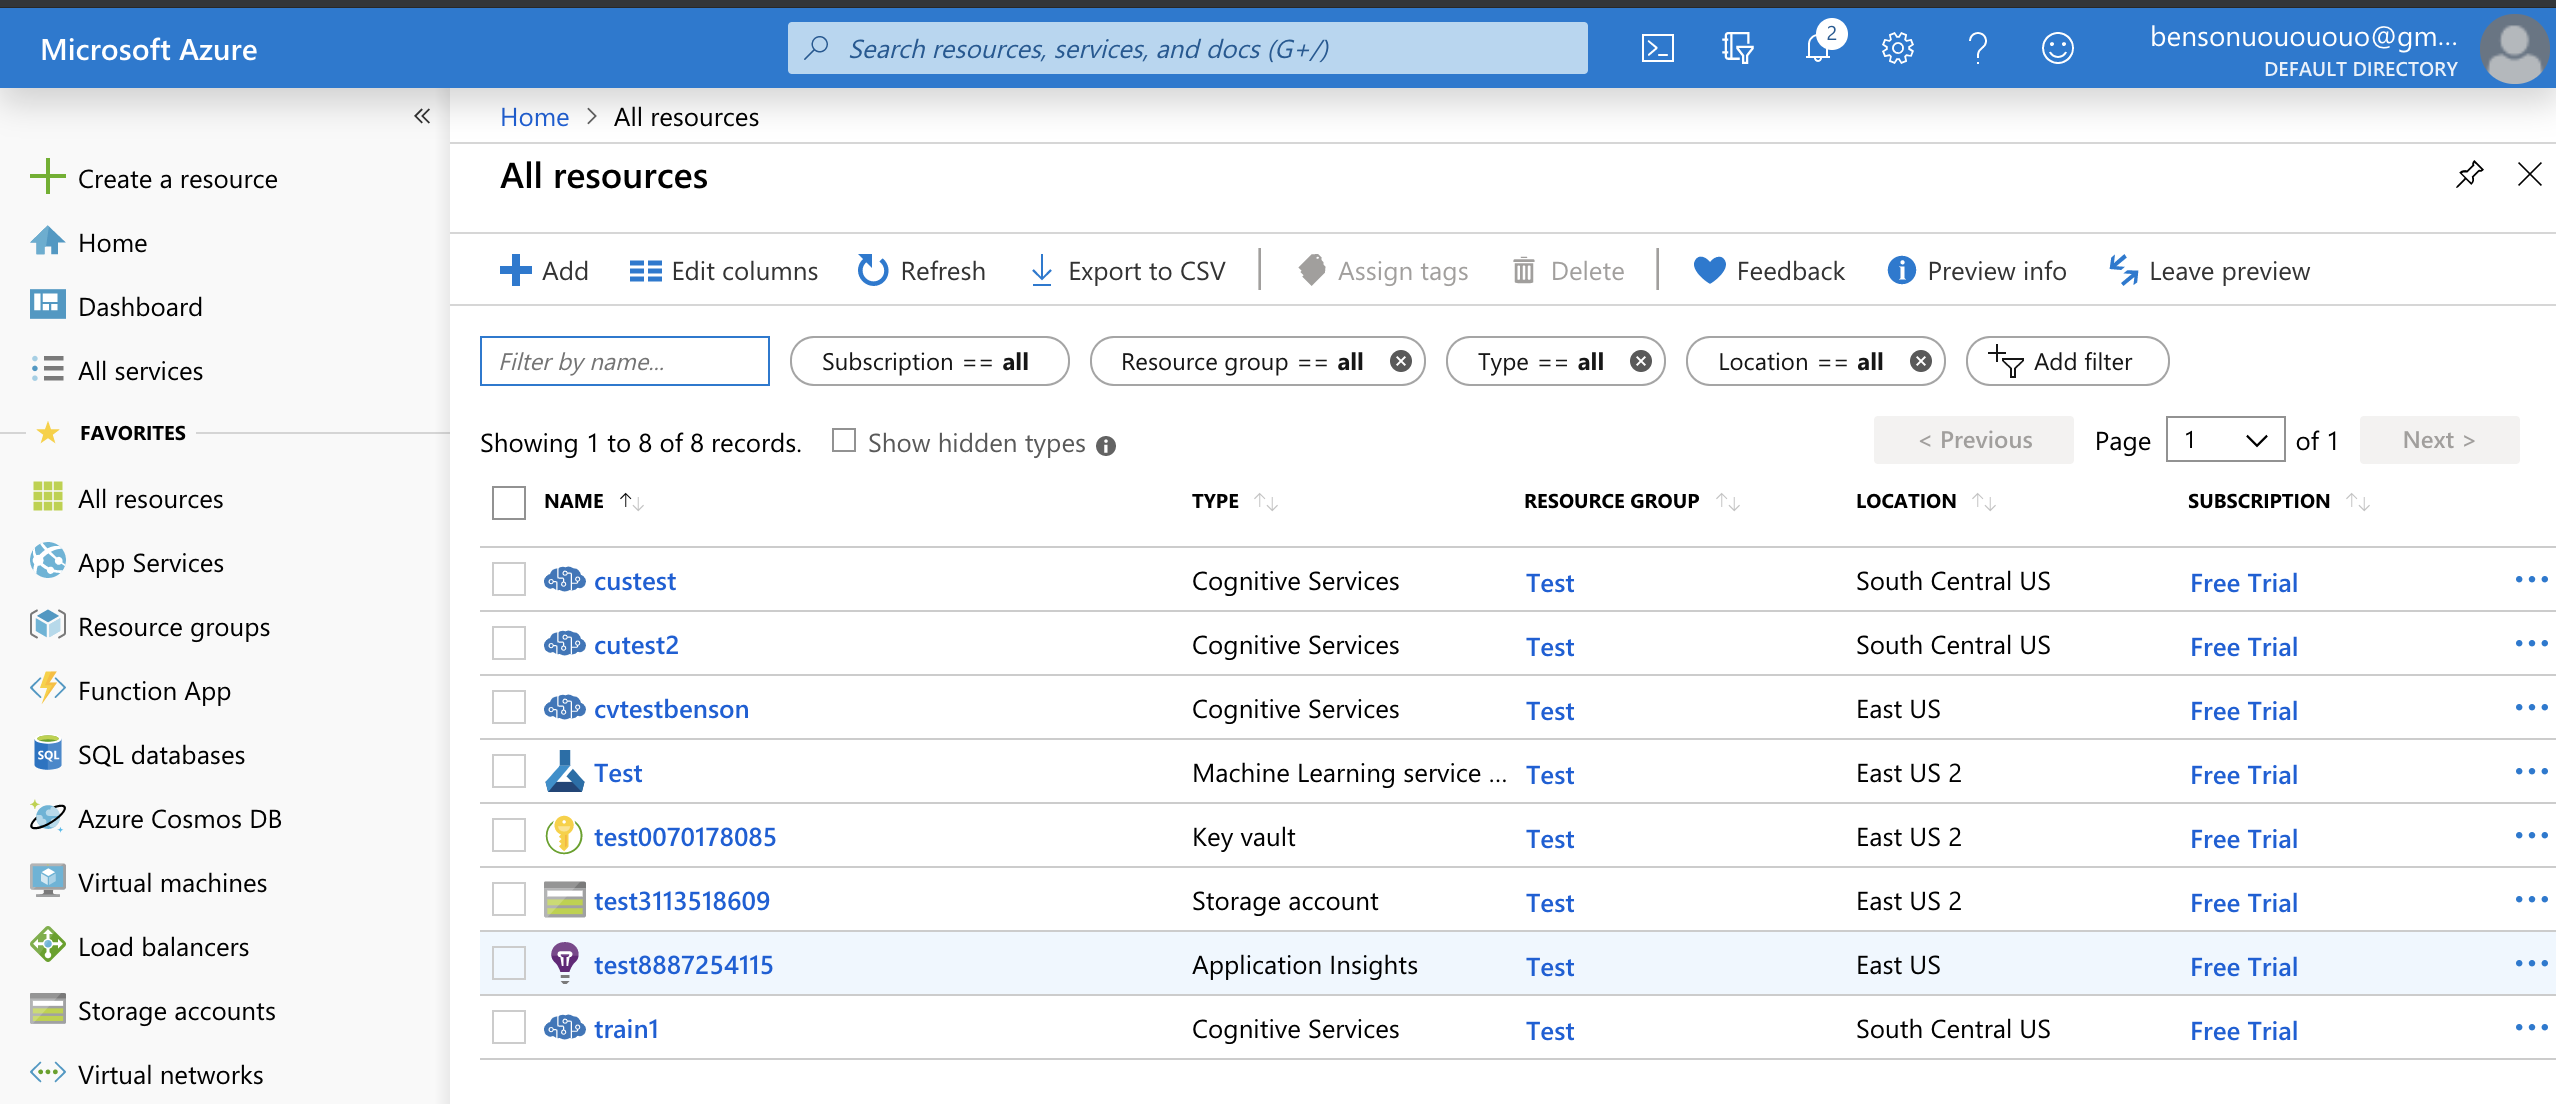 Microsoft Azure
Search resources, services, and docs (G+/)
2
bensonuououuo@gm...
DEFAULT DIRECTORY
Create a resource
Home
Dashboard
All services
FAVORITES
All resources
App Services
Resource groups
Function App
SQL databases
Azure Cosmos DB
Virtual machines
Load balancers
Storage accounts
Virtual networks
Home > All resources
All resources
Add Edit columns Refresh Export to CSV Assign tags Delete Feedback Preview info Leave preview
Filter by name... Subscription == all Resource group == all Type == all Location == all Add filter
Showing 1 to 8 of 8 records. Show hidden types < Previous Page 1 of 1 Next >
NAME TYPE RESOURCE GROUP LOCATION SUBSCRIPTION
custest Cognitive Services Test South Central US Free Trial
cutest2 Cognitive Services Test South Central US Free Trial
cvtestbenson Cognitive Services Test East US Free Trial
Test Machine Learning service ... Test East US 2 Free Trial
test0070178085 Key vault Test East US 2 Free Trial
test3113518609 Storage account Test East US 2 Free Trial
test8887254115 Application Insights Test East US Free Trial
train1 Cognitive Services Test South Central US Free Trial